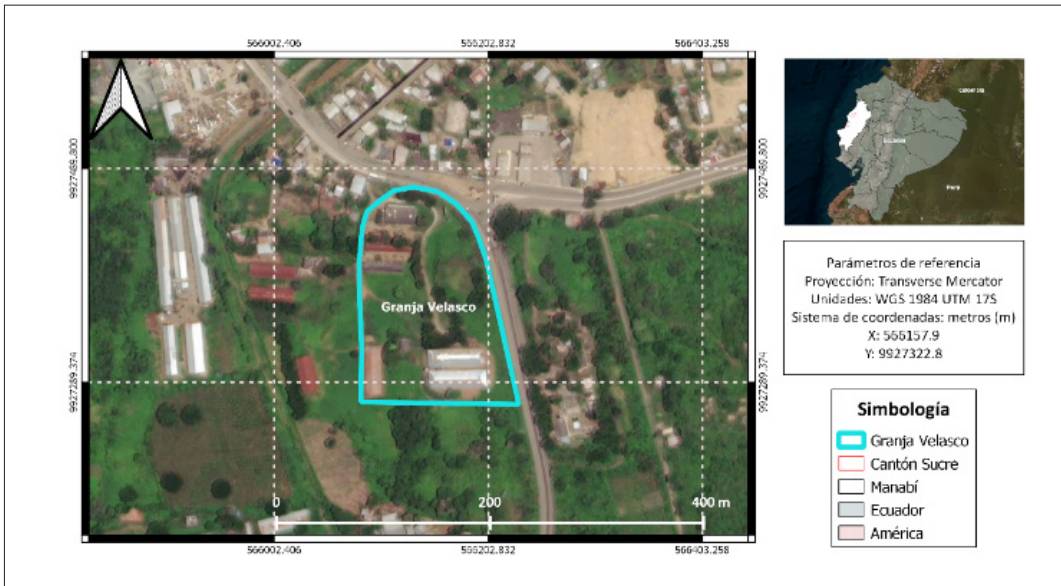 566002.406
566202.832
566403.258
9927489.800
9927489.800
Granja Velasco
9927289.374
9927289.374
0
200
400 m
566002.406
566202.832
566403.258
Ecuador
Perú
Parámetros de referencia
Proyección: Transverse Mercator
Unidades: WGS 1984 UTM 17S
Sistema de coordenadas: metros (m)
X: 566157.9
Y: 9927322.8
Simbología
Granja Velasco
Cantón Sucre
Manabí
Ecuador
América